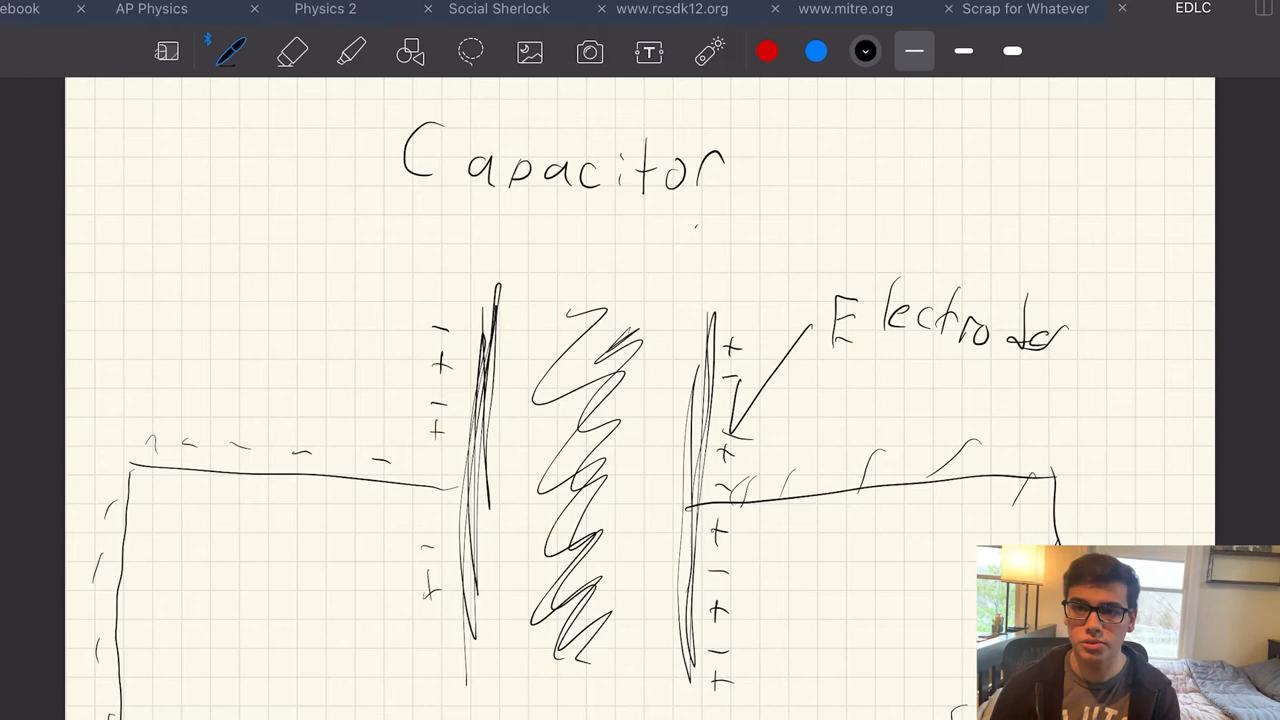 ebook AP Physics Physics 2 Social Sherlock www.rcsdk12.org www.mitre.org Scrap for Whatever EDLC
T
Capacitor
Electrodes
- +
+ -
-
+ +
-
+
- -
+ +
-
+